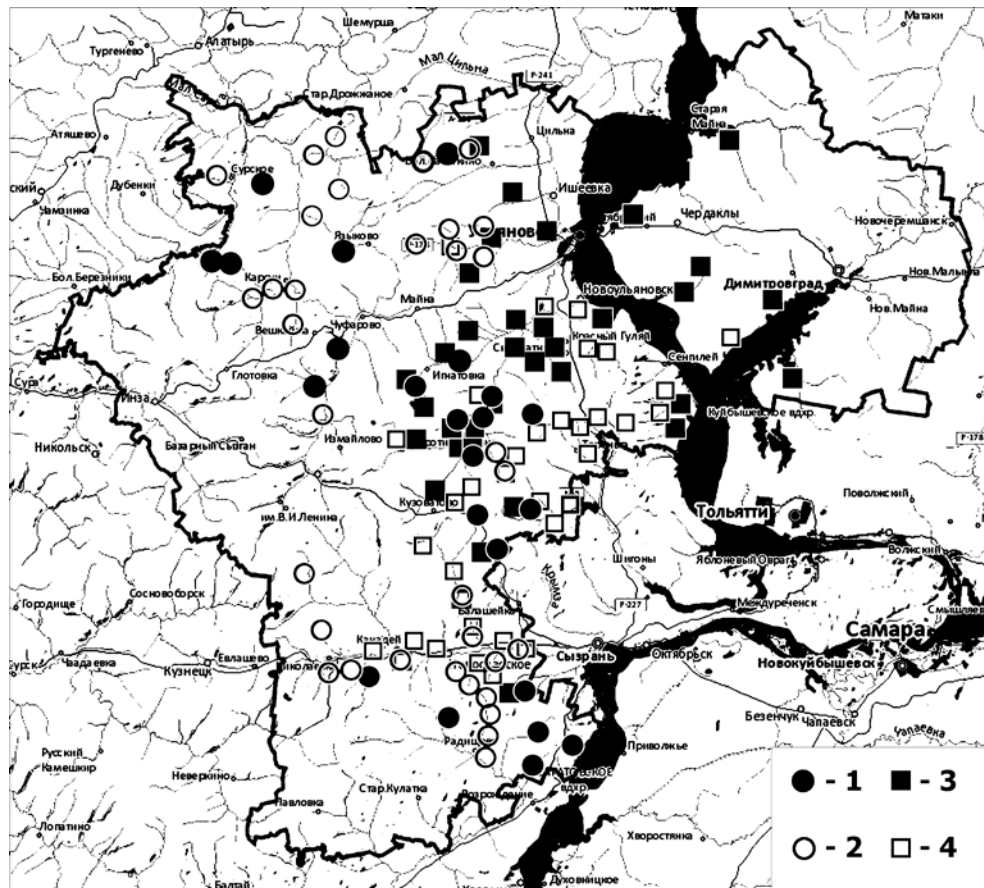 Шемурша
Матаки
Тургенево
Алатырь
Мал Цильна
Р-241
Стар.Дрожжаное
Цильна
Старая
Майна
Атяшево
Сурское
Дубенки
Ишеевка
Чамзинка
Чердаклы
Новочеремшанск
Языково
Бол.Березники
Нов.Малыкла
Новоульяновск
Димитровград
Майна
Нов.Майна
Чуфарово
Красный Гуляй
Сенгилей
Глотовка
Игнатовка
Инза
Куйбышевское вдхр.
Никольск
Базарный Сызган
Измайлово
Р-178
Кузоватово
Поволжский
им.В.И.Ленина
Тольятти
Волжский
Шигоны
Яблоневый Овраг
Сосновоборск
Городище
Балашейка
Р-227
Междуреченск
Смышляевка
Самара
Чаадаевка
Евлашево
Кузнецк
Сызрань
Октябрьск
Новокуйбышевск
Безенчук
Чапаевск
Чапаевка
Русский
Камешкир
Приволжье
Неверкино
Стар.Кулатка
Павловка
вдхр.
Лопатино
Хворостянка
Балтай
Духовницкое
- 1
- 3
- 2
- 4